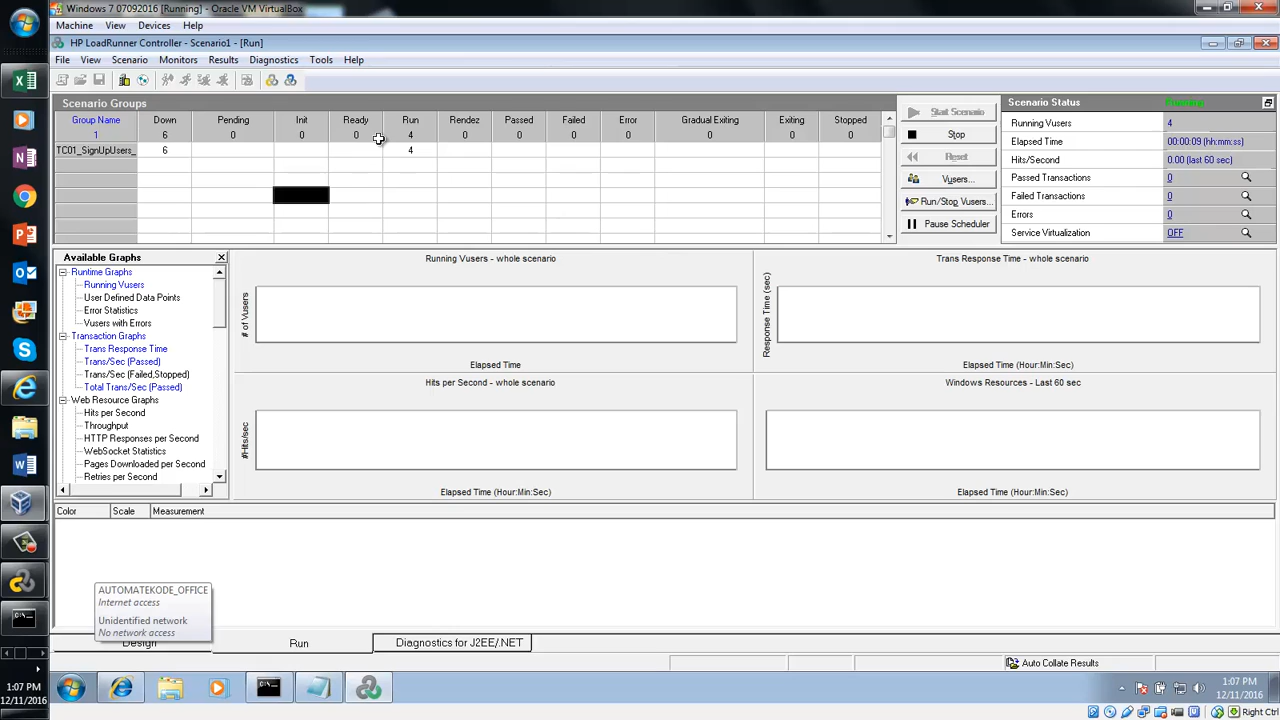 Windows 7 07092016 [Running] - Oracle VM VirtualBox
Machine View Devices Help
HP LoadRunner Controller - Scenario1 - [Run]
File View Scenario Monitors Results Diagnostics Tools Help
Scenario Groups
Group Name Down Pending Init Ready Run Rendez Passed Failed Error Gradual Exiting Exiting Stopped
1 6 0 0 0 4 0 0 0 0 0 0 0
TC01_SignUpUsers_ 6 4
Start Scenario
Stop
Reset
Vusers...
Run/Stop Vusers...
Pause Scheduler
Scenario Status Running
Running Vusers 4
Elapsed Time 00:00:09 (hh:mm:ss)
Hits/Second 0.00 (last 60 sec)
Passed Transactions 0
Failed Transactions 0
Errors 0
Service Virtualization OFF
Available Graphs
Runtime Graphs
Running Vusers
User Defined Data Points
Error Statistics
Vusers with Errors
Transaction Graphs
Trans Response Time
Trans/Sec (Passed)
Trans/Sec (Failed,Stopped)
Total Trans/Sec (Passed)
Web Resource Graphs
Hits per Second
Throughput
HTTP Responses per Second
WebSocket Statistics
Pages Downloaded per Second
Retries per Second
Running Vusers - whole scenario
# of Vusers
Elapsed Time
Trans Response Time - whole scenario
Response Time (sec)
Elapsed Time (Hour:Min:Sec)
Hits per Second - whole scenario
#Hits/sec
Elapsed Time (Hour:Min:Sec)
Windows Resources - Last 60 sec
Elapsed Time (Hour:Min:Sec)
Color Scale Measurement
AUTOMATEKODE_OFFICE
Internet access
Unidentified network
No network access
Design Run Diagnostics for J2EE/.NET
Auto Collate Results
1:07 PM
12/11/2016
1:07 PM
12/11/2016
Right Ctrl